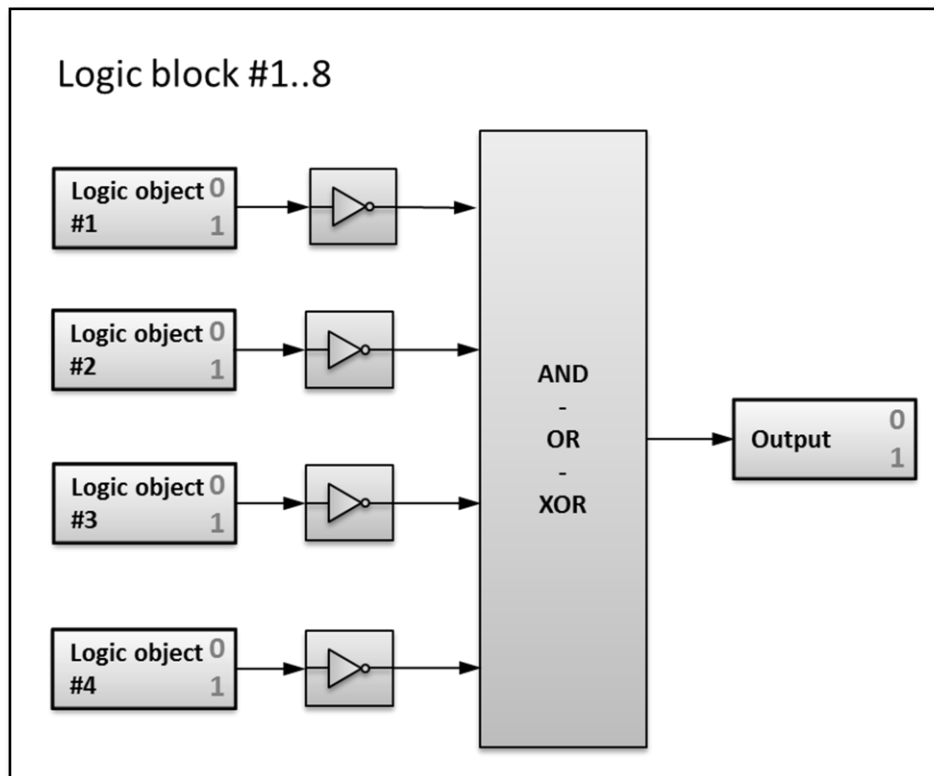 Logic block #1..8
Logic object 0
#1 1
Logic object 0
#2 1
Logic object 0
#3 1
Logic object 0
#4 1
AND
-
OR
-
XOR
Output 0
1